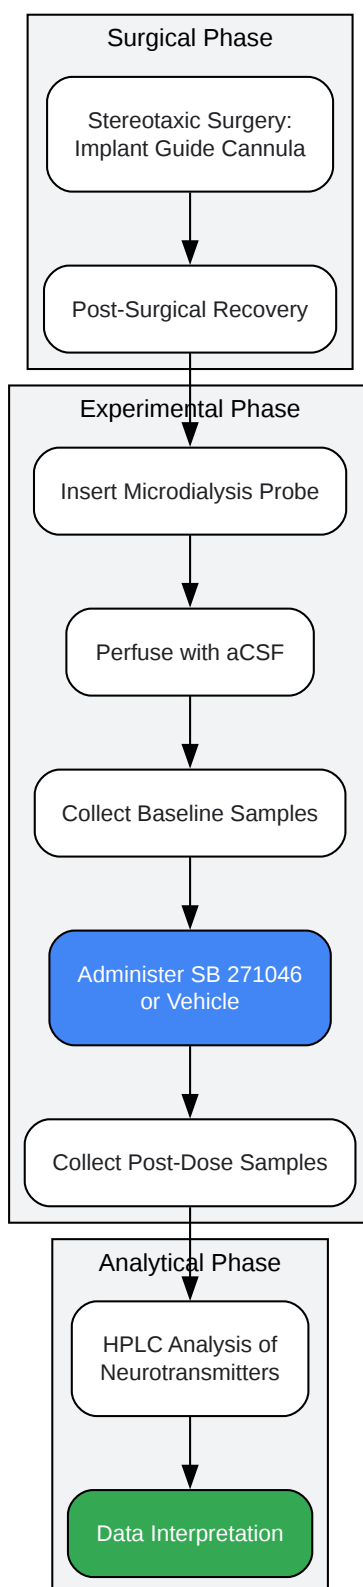 Surgical Phase
Stereotaxic Surgery:
Implant Guide Cannula
Post-Surgical Recovery
Experimental Phase
Insert Microdialysis Probe
Perfuse with aCSF
Collect Baseline Samples
Administer SB 271046
or Vehicle
Collect Post-Dose Samples
Analytical Phase
HPLC Analysis of
Neurotransmitters
Data Interpretation